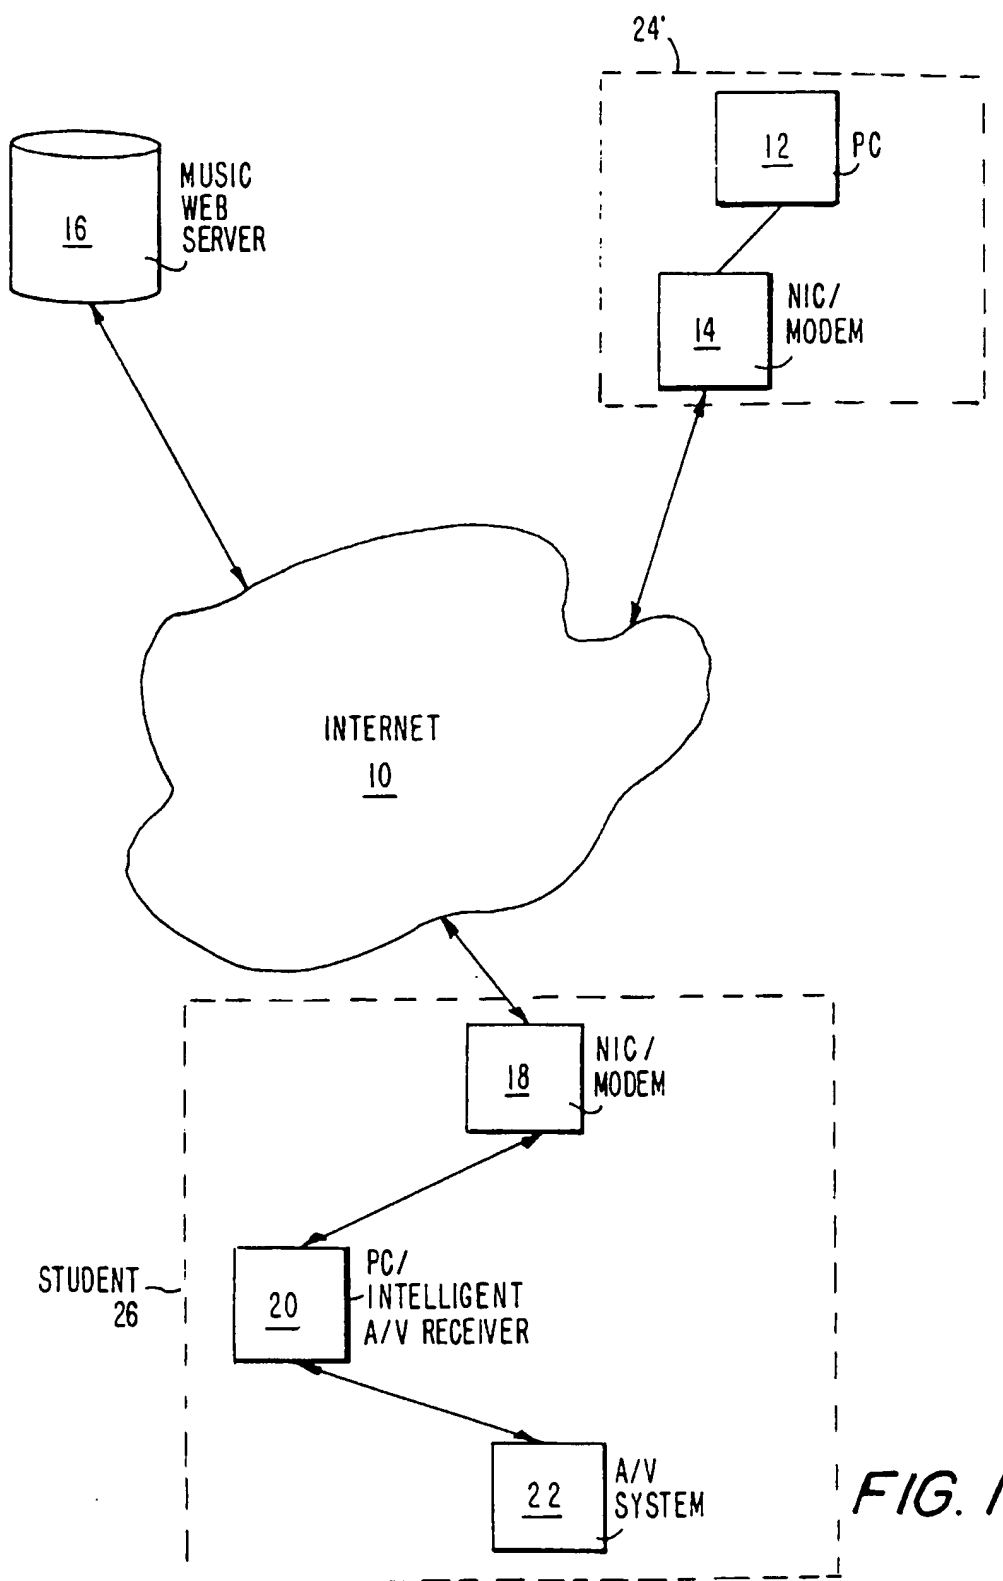 24'
12
PC
MUSIC
WEB
SERVER
16
14
NIC/
MODEM
INTERNET
10
18
NIC/
MODEM
STUDENT
26
20
PC/
INTELLIGENT
A/V RECEIVER
22
A/V
SYSTEM
FIG. 1